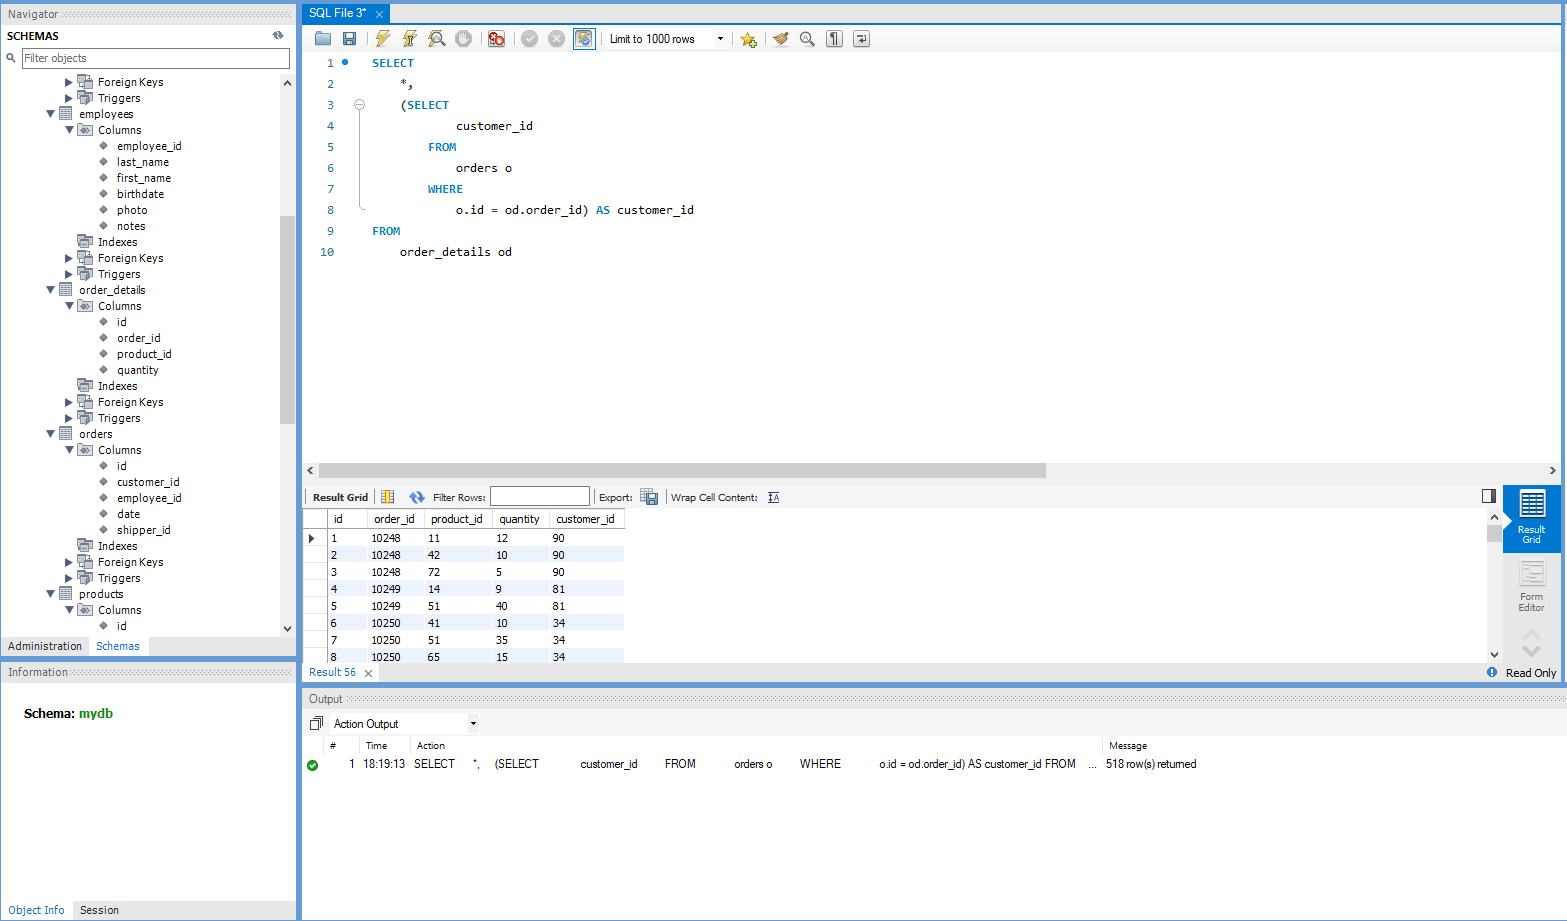 Navigator
SCHEMAS
Filter objects
Foreign Keys
Triggers
employees
Columns
employee_id
last_name
first_name
birthdate
photo
notes
Indexes
Foreign Keys
Triggers
order_details
Columns
id
order_id
product_id
quantity
Indexes
Foreign Keys
Triggers
orders
Columns
id
customer_id
employee_id
date
shipper_id
Indexes
Foreign Keys
Triggers
products
Columns
id
Administration Schemas
Information
Schema: mydb
Object Info Session
SQL File 3*
Limit to 1000 rows
1 SELECT
2 *,
3 (SELECT
4 customer_id
5 FROM
6 orders o
7 WHERE
8 o.id = od.order_id) AS customer_id
9 FROM
10 order_details od
Result Grid Filter Rows: Export: Wrap Cell Content:
id order_id product_id quantity customer_id
1 10248 11 12 90
2 10248 42 10 90
3 10248 72 5 90
4 10249 14 9 81
5 10249 51 40 81
6 10250 41 10 34
7 10250 51 35 34
8 10250 65 15 34
Result
Grid
Form
Editor
Result 56
Read Only
Output
Action Output
# Time Action Message
1 18:19:13 SELECT *, (SELECT customer_id FROM orders o WHERE o.id = od.order_id) AS customer_id FROM ... 518 row(s) returned